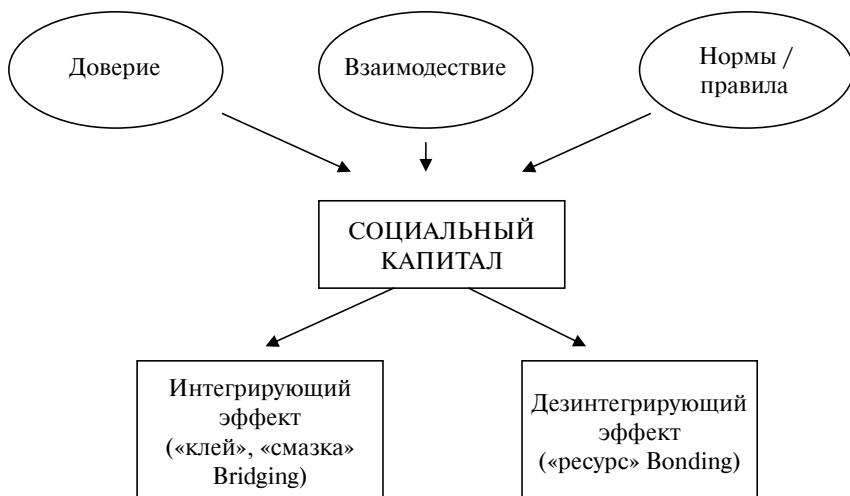 Доверие
Взаимодествие
Нормы /
правила
СОЦИАЛЬНЫЙ
КАПИТАЛ
Интегрирующий
эффект
(«клей», «смазка»
Bridging)
Дезинтегрирующий
эффект
(«ресурс» Bonding)